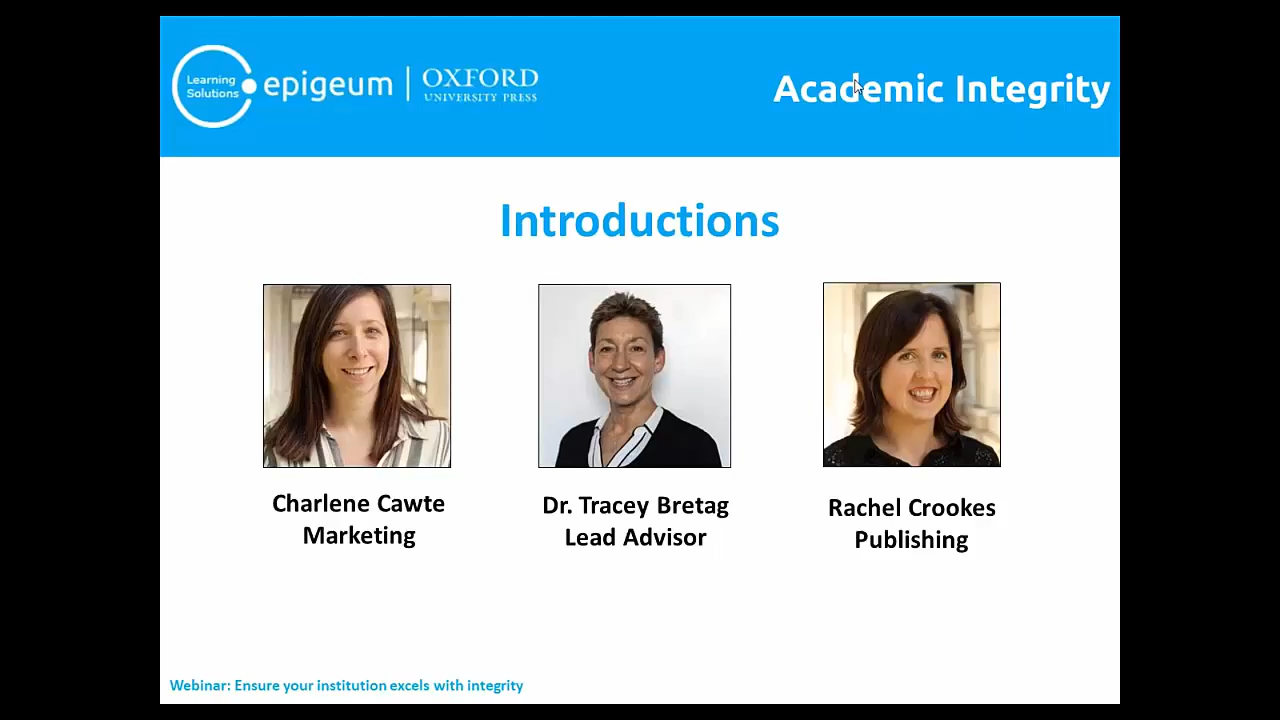 Learning
Solutions
epigeum
OXFORD
UNIVERSITY PRESS
Academic Integrity
Introductions
Charlene Cawte
Marketing
Dr. Tracey Bretag
Lead Advisor
Rachel Crookes
Publishing
Webinar: Ensure your institution excels with integrity